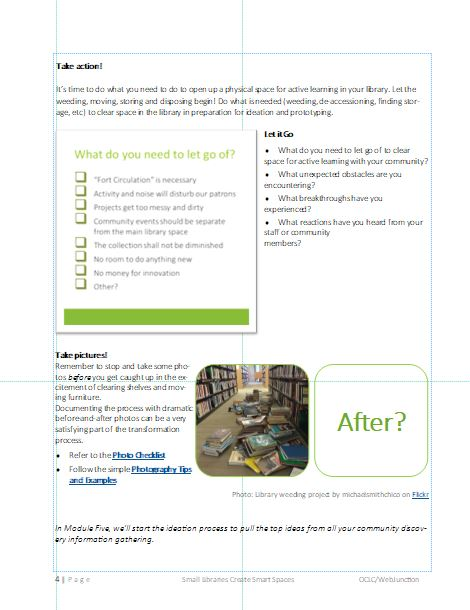 Take action!
It's time to do what you need to do to open up a physical space for active learning in your library. Let the
weeding, moving, storing and disposing begin! Do what is needed (weeding, de-accessioning, finding stor-
age, etc) to clear space in the library in preparation for ideation and prototyping.
What do you need to let go of?
"Fort Circulation" is necessary
Activity and noise will disturb our patrons
Projects get too messy and dirty
Community events should be separate
from the main library space
The collection shall not be diminished
No room to do anything new
No money for innovation
Other?
Let it Go
• What do you need to let go of to clear
space for active learning with your community?
• What unexpected obstacles are you
encountering?
• What breakthroughs have you
experienced?
• What reactions have you heard from your
staff or community
members?
Take pictures!
Remember to stop and take some pho-
tos before you get caught up in the ex-
citement of clearing shelves and mov-
ing furniture.
Documenting the process with dramatic
before-and-after photos can be a very
satisfying part of the transformation
process.
• Refer to the Photo Checklist
• Follow the simple Photography Tips
and Examples
After?
Photo: Library weeding project by michaelsmithchico on Flickr
In Module Five, we'll start the ideation process to pull the top ideas from all your community discov-
ery information gathering.
4 | Page Small Libraries Create Smart Spaces OCLC/WebJunction